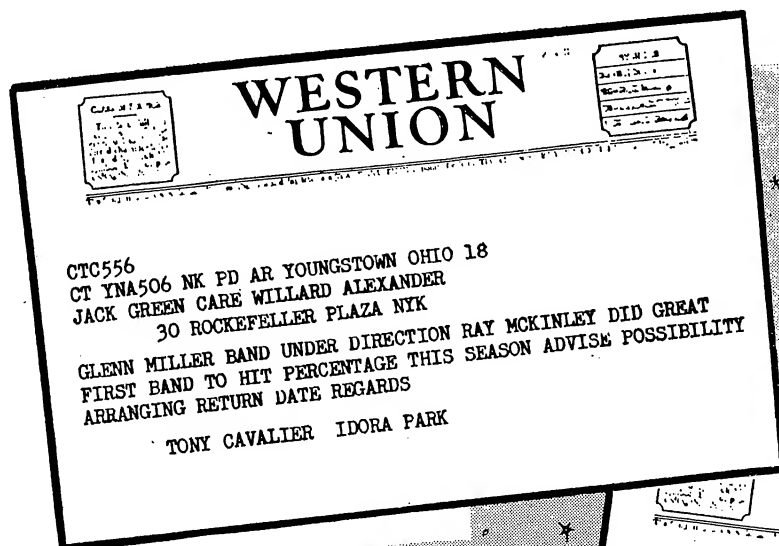 WESTERN
UNION
CTC556
CT YNA506 NK PD AR YOUNGSTOWN OHIO 18
JACK GREEN CARE WILLARD ALEXANDER
30 ROCKEFELLER PLAZA NYK
GLENN MILLER BAND UNDER DIRECTION RAY MCKINLEY DID GREAT
FIRST BAND TO HIT PERCENTAGE THIS SEASON ADVISE POSSIBILITY
ARRANGING RETURN DATE REGARDS
TONY CAVALIER IDORA PARK